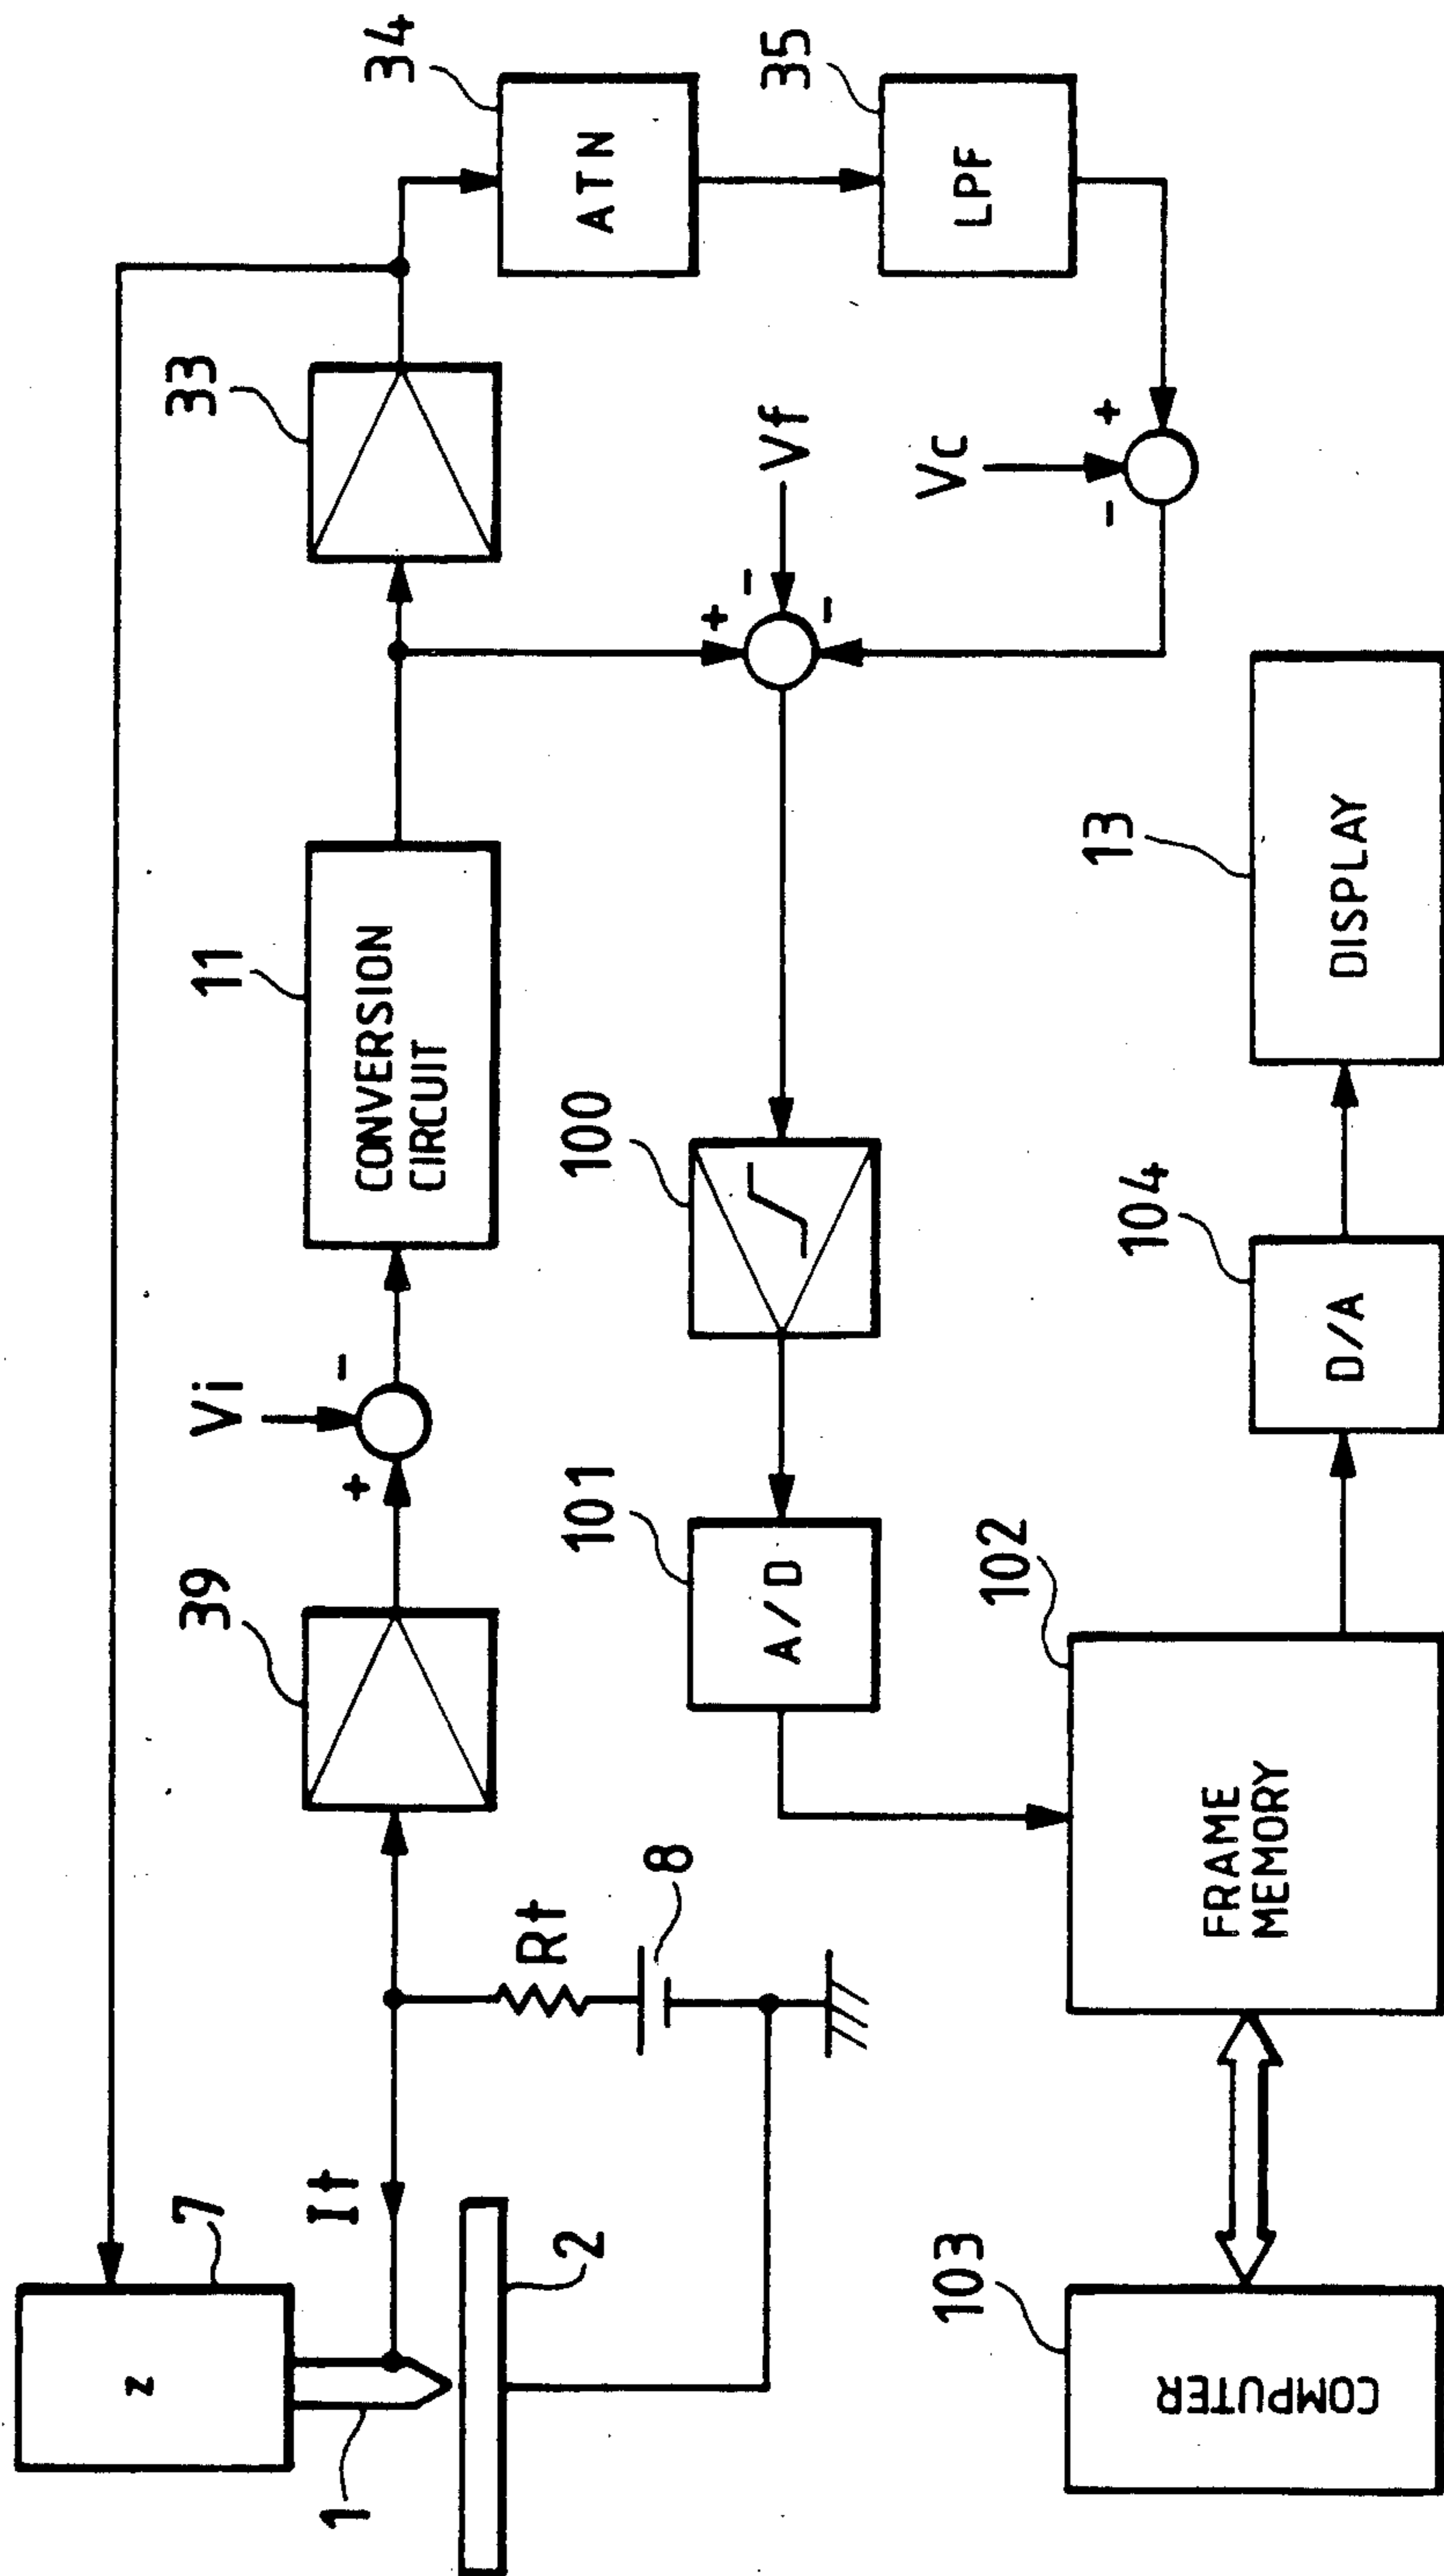 7
z
1
It
2
Rt
8
39
+
Vi
-
11
CONVERSION
CIRCUIT
33
34
ATN
35
LPF
+
Vc
-
Vf
-
+
-
100
101
A/D
102
FRAME
MEMORY
103
COMPUTER
104
D/A
13
DISPLAY